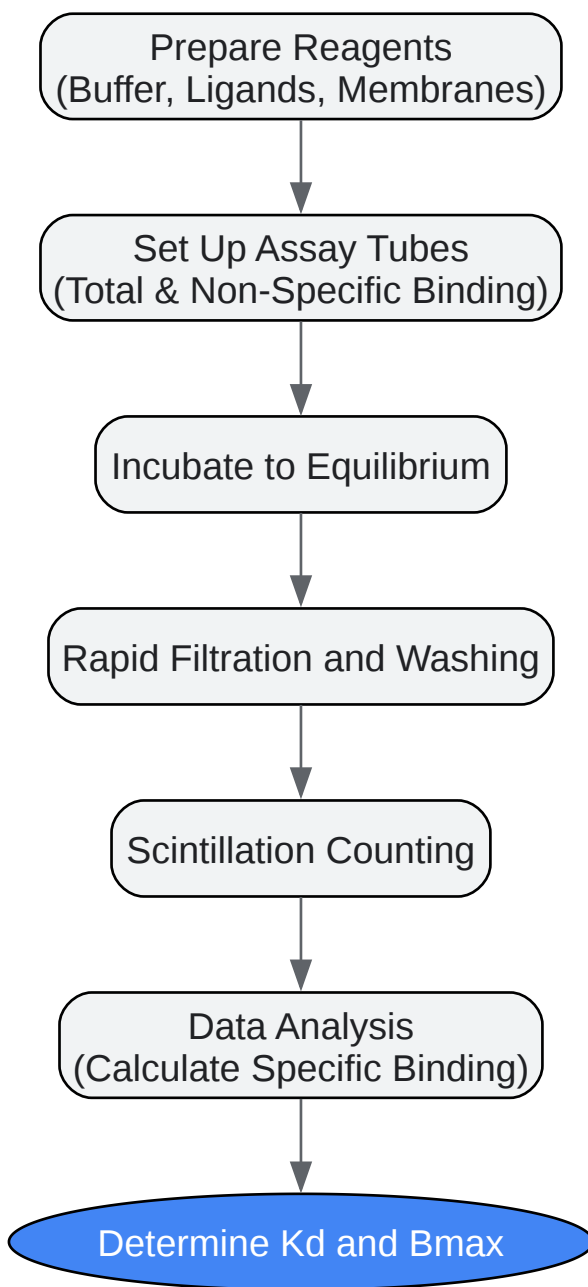 Prepare Reagents
(Buffer, Ligands, Membranes)
Set Up Assay Tubes
(Total & Non-Specific Binding)
Incubate to Equilibrium
Rapid Filtration and Washing
Scintillation Counting
Data Analysis
(Calculate Specific Binding)
Determine Kd and Bmax